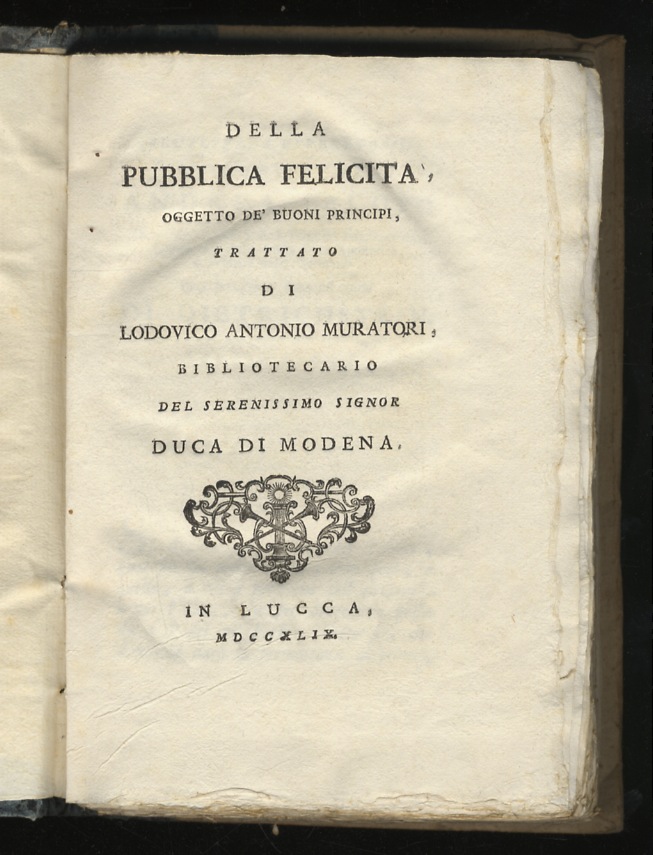 DELLA
PUBBLICA FELICITA',
OGGETTO DE' BUONI PRINCIPI,
TRATTATO
DI
LODOVICO ANTONIO MURATORI,
BIBLIOTECARIO
DEL SERENISSIMO SIGNOR
DUCA DI MODENA.
IN LUCCA,
MDCCXLIX.